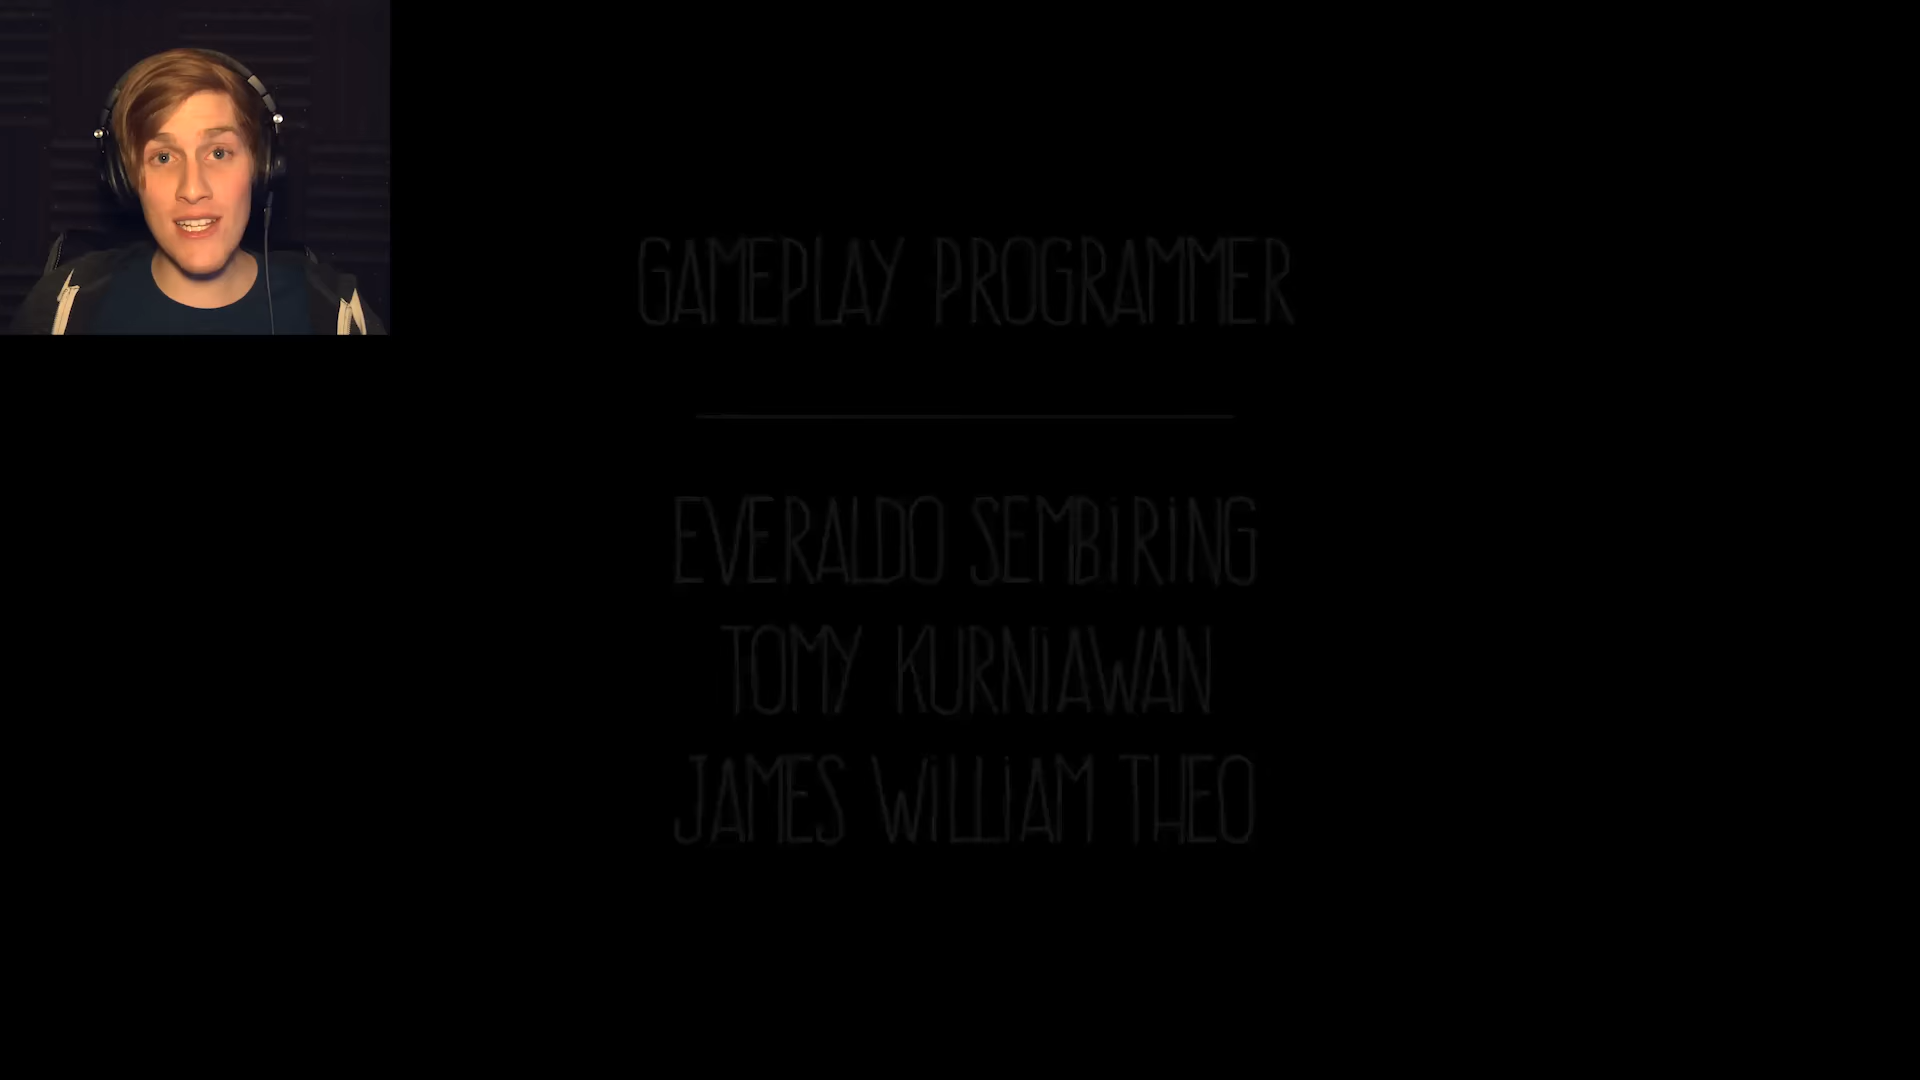 GAMEPLAY PROGRAMMER
EVERALDO SEMBiRiNG
TOMY KURNiAWAN
JAMES WiLLiAM THEO